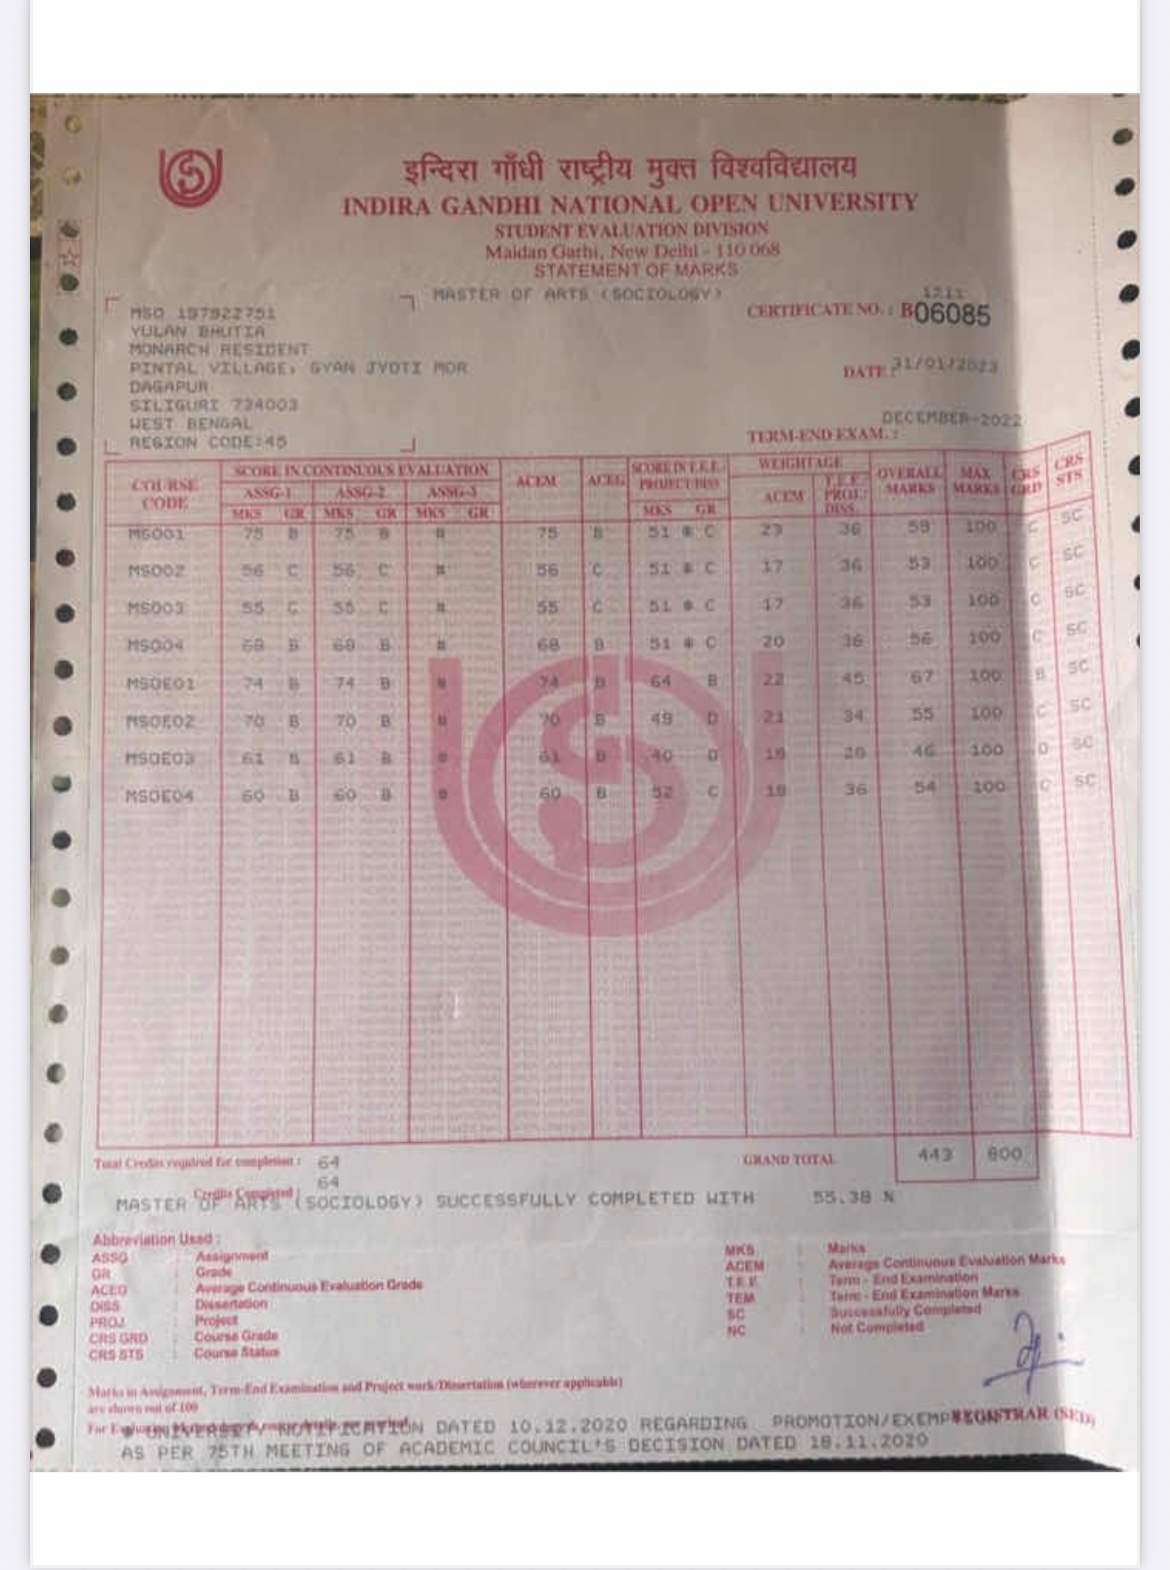 इन्दिरा गाँधी राष्ट्रीय मुक्त विश्वविद्यालय
INDIRA GANDHI NATIONAL OPEN UNIVERSITY
STUDENT EVALUATION DIVISION
Maidan Garhi, New Delhi - 110 068
STATEMENT OF MARKS
MASTER OF ARTS (SOCIOLOGY)
1211
CERTIFICATE NO. : B06085
MSO 197922751
YULAN BHUTIA
MONARCH RESIDENT
PINTAL VILLAGE, GYAN JYOTI MOR
DAGAPUR
SILIGURI 734003
WEST BENGAL
REGION CODE:45
DATE : 31/01/2023
DECEMBER-2022
TERM-END EXAM. :
COURSE CODE SCORE IN CONTINUOUS EVALUATION ACEM ACEG SCORE IN T.E.E. PROJECT/DISS WEIGHTAGE OVERALL MARKS MAX MARKS CRS GRD CRS STS
ASSG-1 ASSG-2 ASSG-3 ACEM T.E.E. PROJ./ DISS.
MKS GR MKS GR MKS GR MKS GR
MSO01 75 B 75 B # 75 B 51 * C 23 36 59 100 C SC
MSO02 56 C 56 C # 56 C 51 * C 17 36 53 100 C SC
MSO03 55 C 55 C # 55 C 51 * C 17 36 53 100 C SC
MSO04 68 B 68 B # 68 B 51 * C 20 36 56 100 C SC
MSOE01 74 B 74 B # 74 B 64 B 22 45 67 100 B SC
MSOE02 70 B 70 B # 70 B 49 D 21 34 55 100 C SC
MSOE03 61 B 61 B # 61 B 40 D 18 28 46 100 D SC
MSOE04 60 B 60 B # 60 B 52 C 18 36 54 100 C SC
Total Credits required for completion : 64
GRAND TOTAL 443 800
Credits Completed : 64
MASTER OF ARTS (SOCIOLOGY) SUCCESSFULLY COMPLETED WITH 55.38 %
Abbreviation Used :
ASSG : Assignment
GR : Grade
ACEG : Average Continuous Evaluation Grade
DISS : Dissertation
PROJ. : Project
CRS GRD : Course Grade
CRS STS : Course Status
MKS : Marks
ACEM : Average Continuous Evaluation Marks
T.E.E. : Term - End Examination
TEM : Term - End Examination Marks
SC : Successfully Completed
NC : Not Completed
Marks in Assignment, Term-End Examination and Project work/Dissertation (wherever applicable)
are shown out of 100
REGISTRAR (SED)
UNIVERSITY NOTIFICATION DATED 10.12.2020 REGARDING PROMOTION/EXEMPTION
AS PER 75TH MEETING OF ACADEMIC COUNCIL'S DECISION DATED 18.11.2020